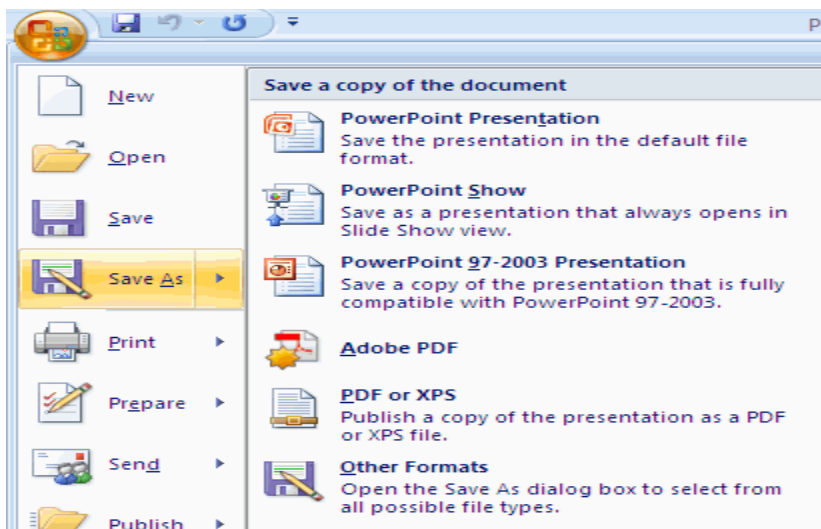 P
New
Open
Save
Save As
Print
Prepare
Send
Publish
Save a copy of the document
PowerPoint Presentation
Save the presentation in the default file
format.
PowerPoint Show
Save as a presentation that always opens in
Slide Show view.
PowerPoint 97-2003 Presentation
Save a copy of the presentation that is fully
compatible with PowerPoint 97-2003.
Adobe PDF
PDF or XPS
Publish a copy of the presentation as a PDF
or XPS file.
Other Formats
Open the Save As dialog box to select from
all possible file types.